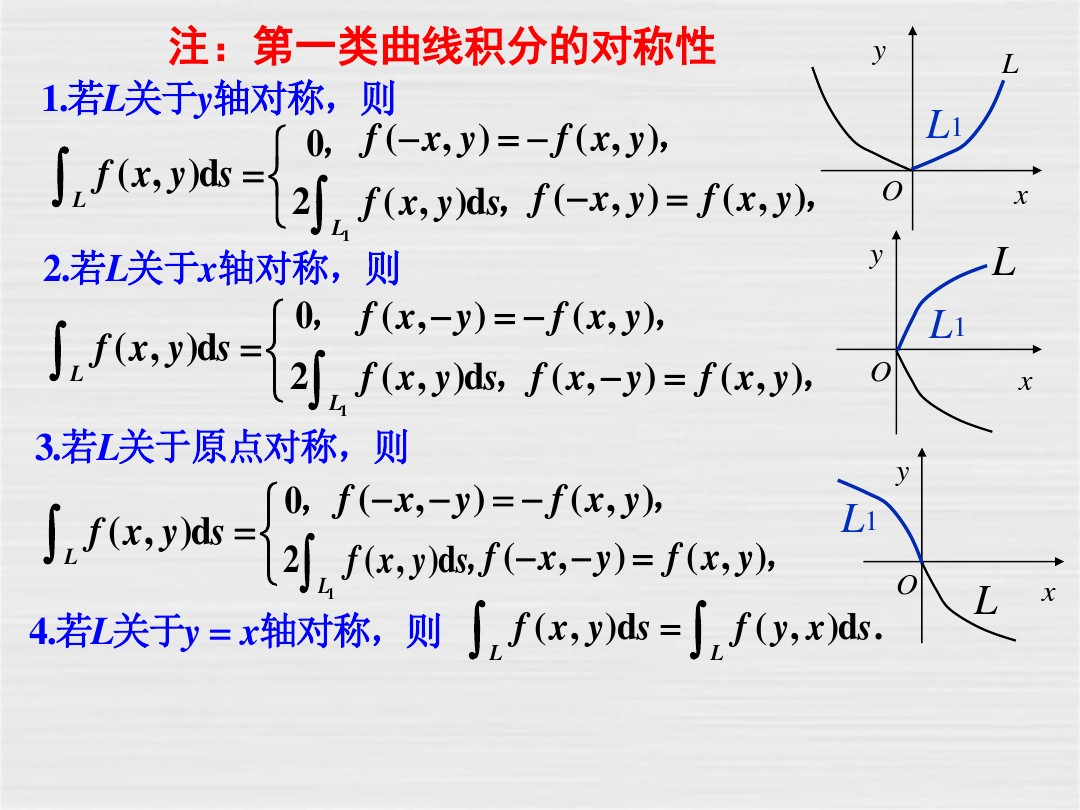 注：第一类曲线积分的对称性
1.若L关于y轴对称，则
∫_L f(x, y)ds = { 0， f(−x, y) = −f(x, y)，
2∫_{L₁} f(x, y)ds，f(−x, y) = f(x, y)，
y
L
L1
O
x
2.若L关于x轴对称，则
∫_L f(x, y)ds = { 0， f(x,−y) = −f(x, y)，
2∫_{L₁} f(x, y)ds，f(x,−y) = f(x, y)，
y
L
L1
O
x
3.若L关于原点对称，则
∫_L f(x, y)ds = { 0，f(−x,−y) = −f(x, y)，
2∫_{L₁} f(x, y)ds，f(−x,−y) = f(x, y)，
y
L1
O
L
x
4.若L关于y = x轴对称，则 ∫_L f(x, y)ds = ∫_L f(y, x)ds.